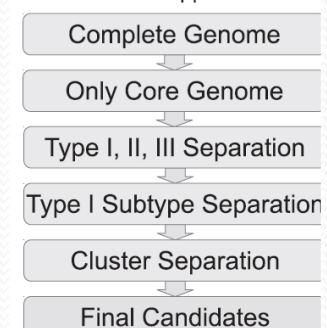 Complete Genome
Only Core Genome
Type I, II, III Separation
Type I Subtype Separation
Cluster Separation
Final Candidates